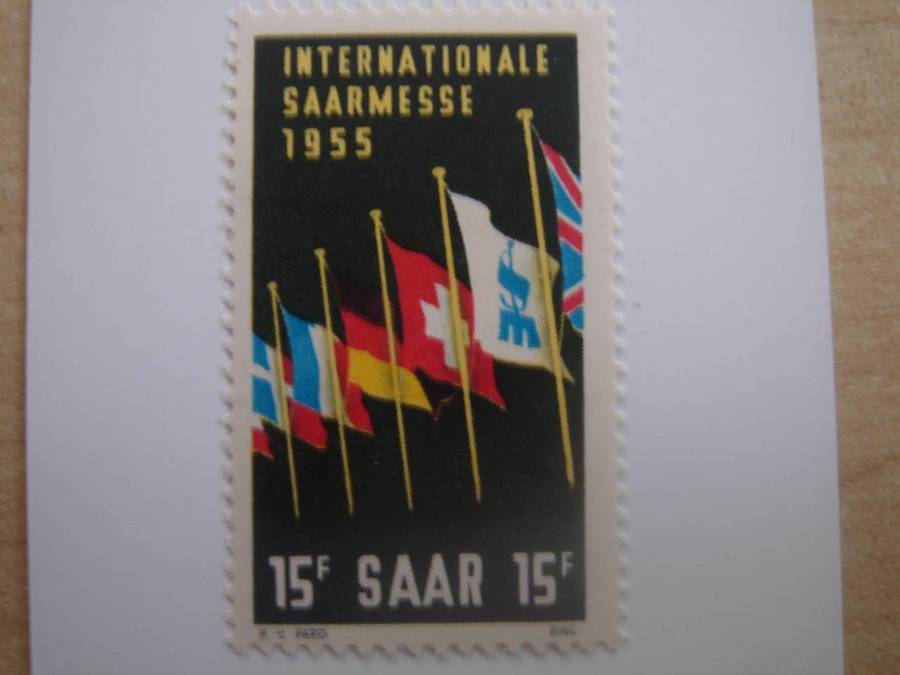 INTERNATIONALE
SAARMESSE
1955
15F SAAR 15F